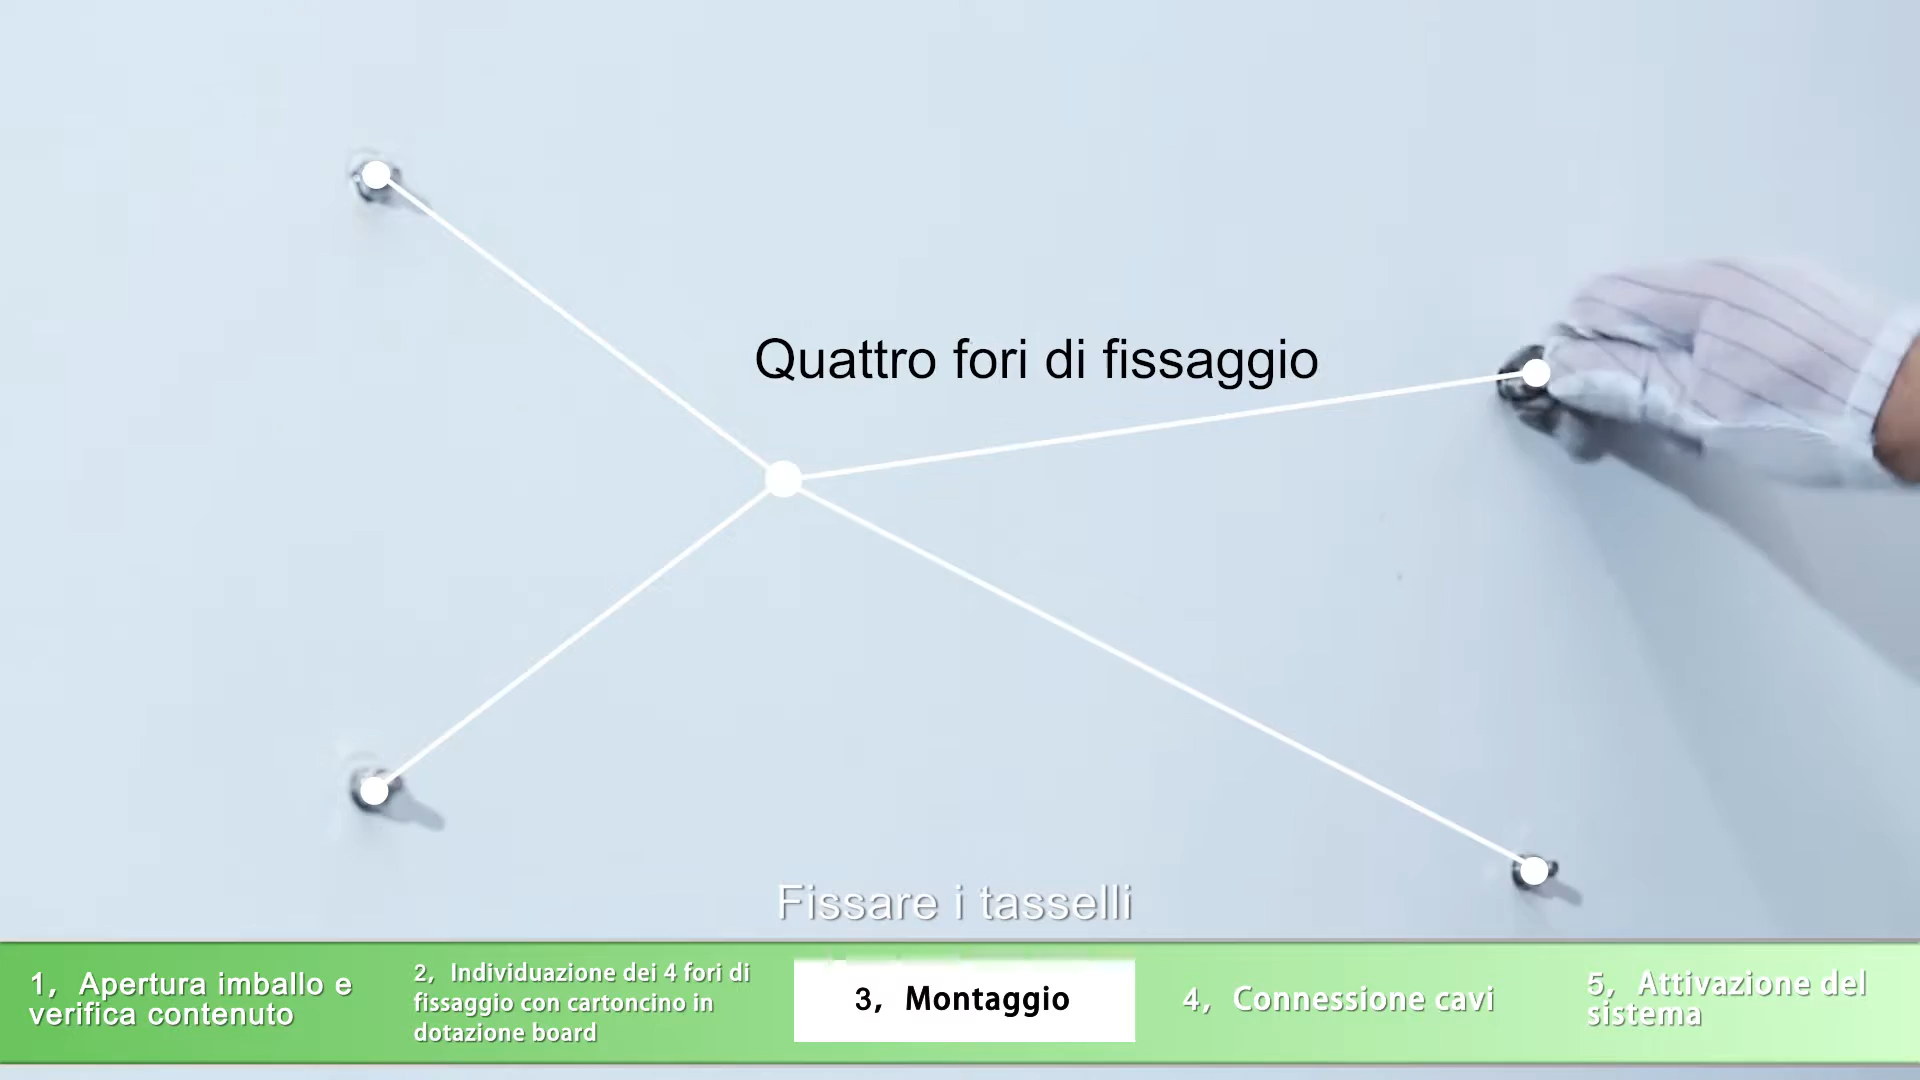 Quattro fori di fissaggio
Fissare i tasselli
1, Apertura imballo e
verifica contenuto
2, Individuazione dei 4 fori di
fissaggio con cartoncino in
dotazione board
3, Montaggio
4, Connessione cavi
5, Attivazione del
sistema